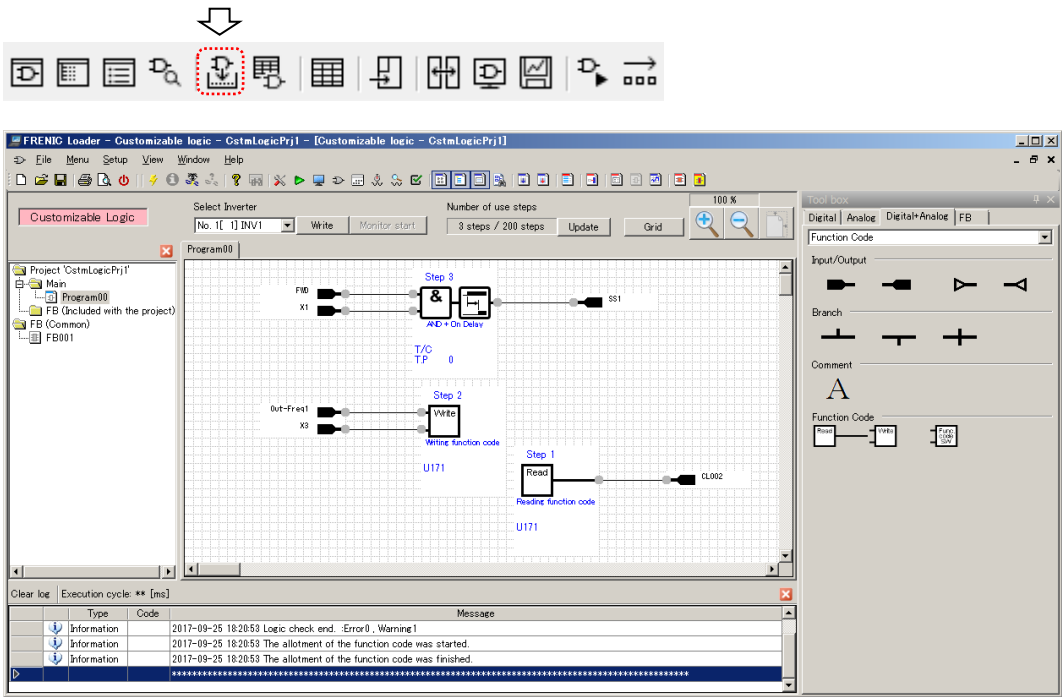 FRENIC Loader - Customizable logic - CstmLogicPrj1 - [Customizable logic - CstmLogicPrj1]
File Menu Setup View Window Help
Customizable Logic
Select Inverter
No. 1[ 1] INV1
Write
Monitor start
Number of use steps
3 steps / 200 steps
Update
Grid
100 %
Project 'CstmLogicPrj1'
Main
Program00
FB (Included with the project)
FB (Common)
FB001
Program00
Step 3
FWD
X1
&
SS1
AND + On Delay
T/C
T.P 0
Step 2
Out-Freq1
X3
Write
Writing function code
U171
Step 1
Read
CL002
Reading function code
U171
Tool box
Digital Analog Digital+Analog FB
Function Code
Input/Output
Branch
Comment
A
Function Code
Read
Write
Func
code
SW
Clear log Execution cycle: ** [ms]
Type Code Message
Information 2017-09-25 18:20:53 Logic check end. :Error0 , Warning1
Information 2017-09-25 18:20:53 The allotment of the function code was started.
Information 2017-09-25 18:20:53 The allotment of the function code was finished.